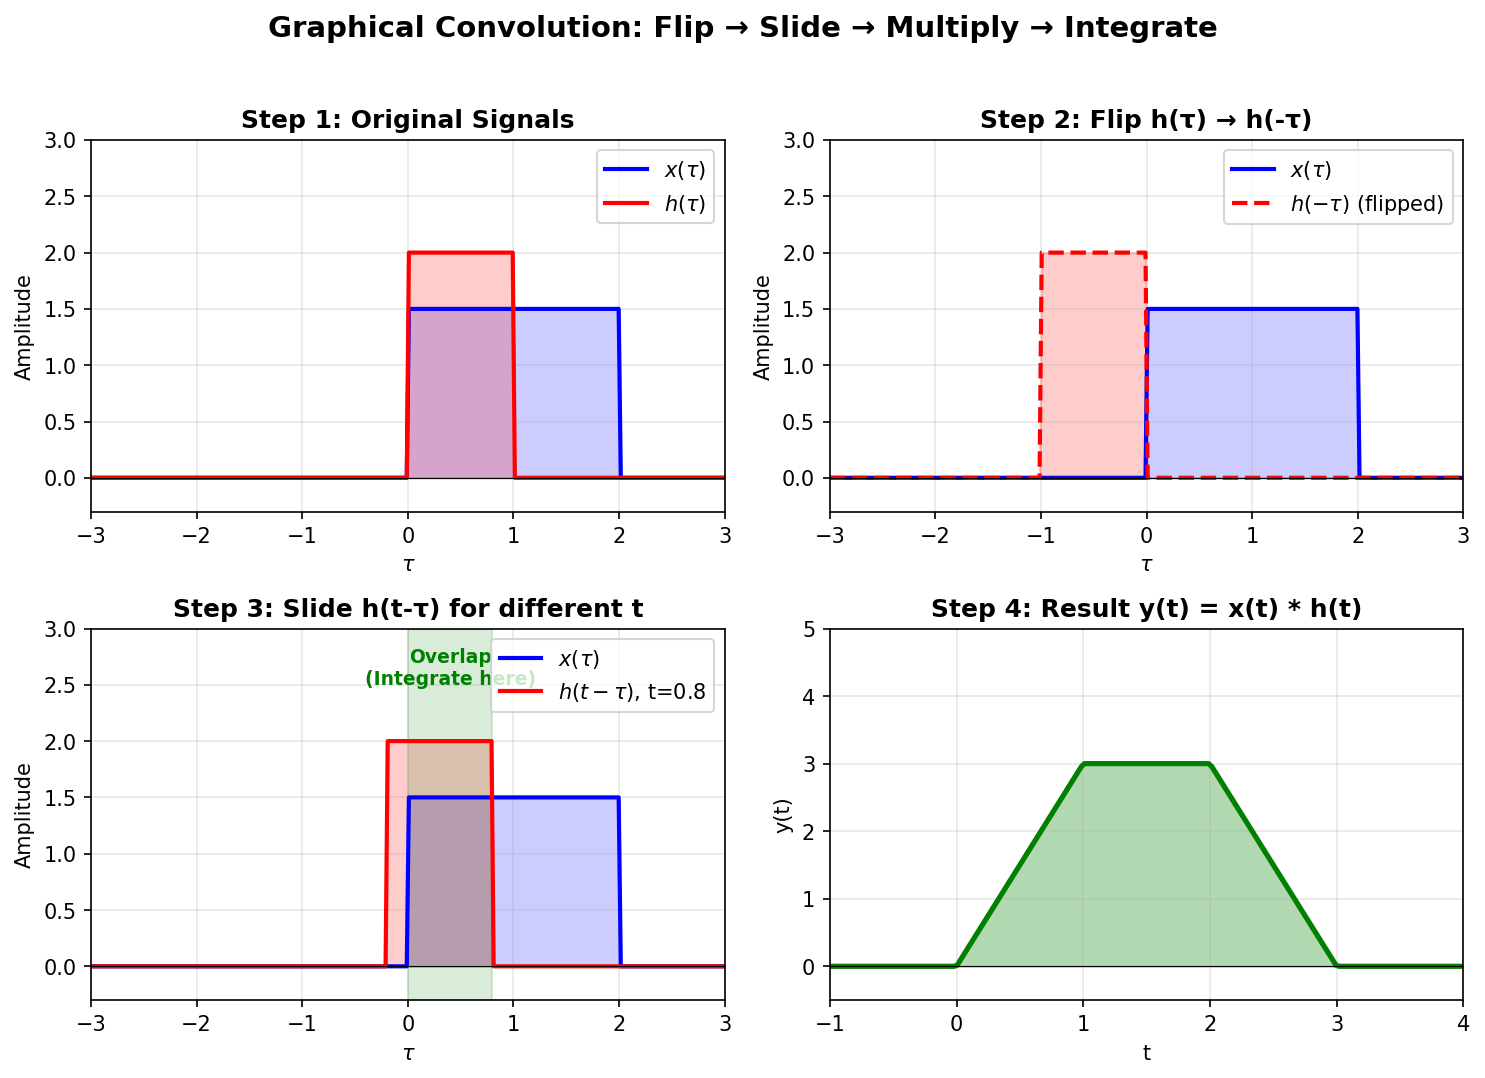 Graphical Convolution: Flip → Slide → Multiply → Integrate
Step 1: Original Signals
3.0
2.5
2.0
1.5
1.0
0.5
0.0
Amplitude
x(τ)
h(τ)
−3 −2 −1 0 1 2 3
τ
Step 2: Flip h(τ) → h(-τ)
3.0
2.5
2.0
1.5
1.0
0.5
0.0
Amplitude
x(τ)
h(−τ) (flipped)
−3 −2 −1 0 1 2 3
τ
Step 3: Slide h(t-τ) for different t
3.0
2.5
2.0
1.5
1.0
0.5
0.0
Amplitude
Overlap
(Integrate here)
x(τ)
h(t − τ), t=0.8
−3 −2 −1 0 1 2 3
τ
Step 4: Result y(t) = x(t) * h(t)
5
4
3
2
1
0
y(t)
−1 0 1 2 3 4
t